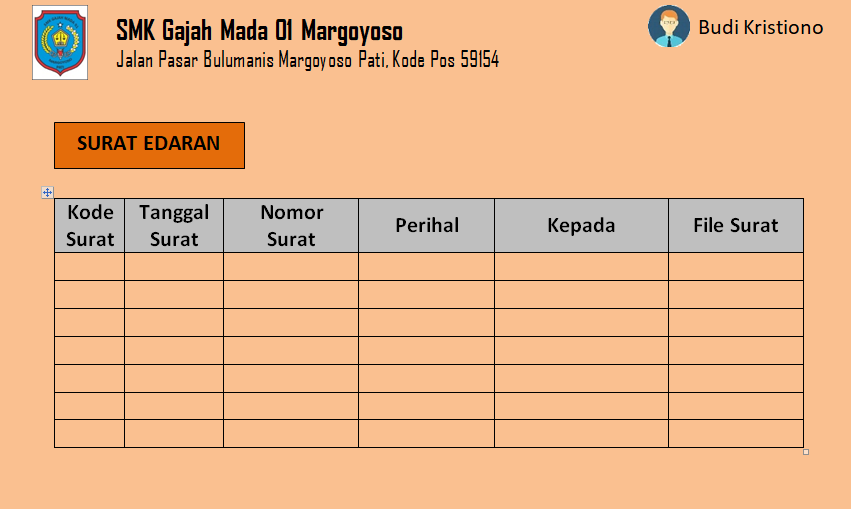 SMK Gajah Mada 01 Margoyoso
Jalan Pasar Bulumanis Margoyoso Pati, Kode Pos 59154
Budi Kristiono
SURAT EDARAN
Kode Surat
Tanggal Surat
Nomor Surat
Perihal
Kepada
File Surat